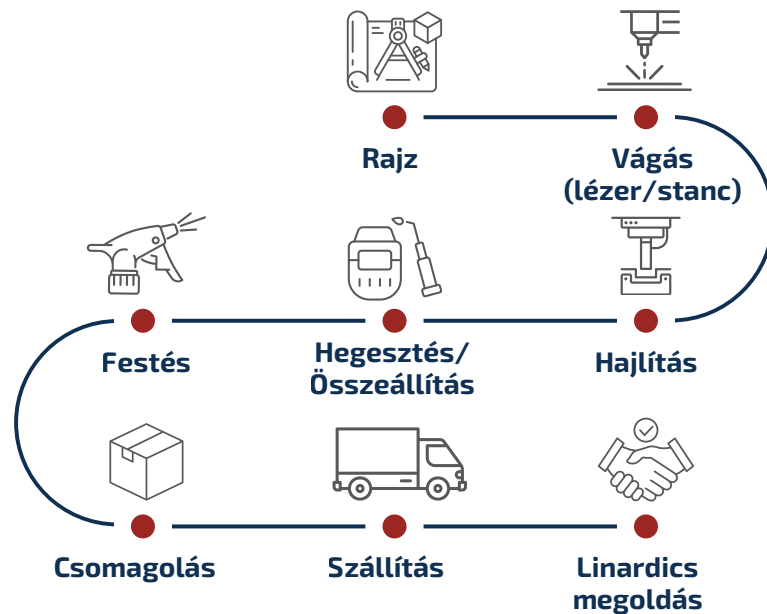 Rajz
Vágás
(lézer/stanc)
Festés
Hegesztés/
Összeállítás
Hajlítás
Csomagolás
Szállítás
Linardics
megoldás